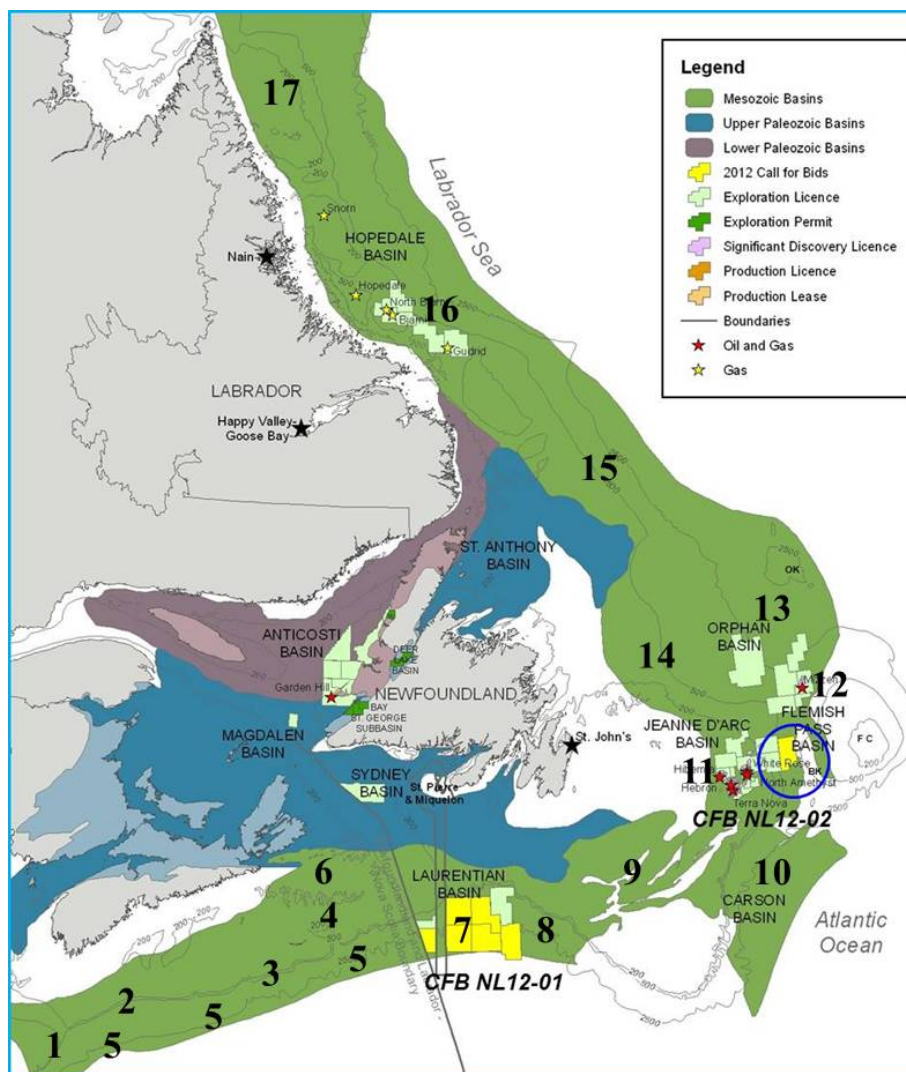 17
200
500
Labrador Sea
Snorri
HOPEDALE
BASIN
Nain
Hopedale
North Bjarni
Bjarni
16
2500
Gudrid
LABRADOR
Happy Valley-
Goose Bay
15
ST. ANTHONY
BASIN
OK
2500
13
ORPHAN
BASIN
ANTICOSTI
BASIN
DEER
LAKE
BASIN
14
12
Garden Hill
NEWFOUNDLAND
BAY
ST. GEORGE
SUBBASIN
FLEMISH
PASS
BASIN
F C
JEANNE D'ARC
BASIN
MAGDALEN
BASIN
St. John's
BK
White Rose
11
Hibernia
North Amethyst
Hebron
SYDNEY
BASIN
St. Pierre
& Miquelon
Terra Nova
CFB NL12-02
6
LAURENTIAN
BASIN
9
10
CARSON
BASIN
4
7
8
Atlantic
Ocean
5
3
CFB NL12-01
2
5
1
5
Legend
Mesozoic Basins
Upper Paleozoic Basins
Lower Paleozoic Basins
2012 Call for Bids
Exploration Licence
Exploration Permit
Significant Discovery Licence
Production Licence
Production Lease
Boundaries
Oil and Gas
Gas